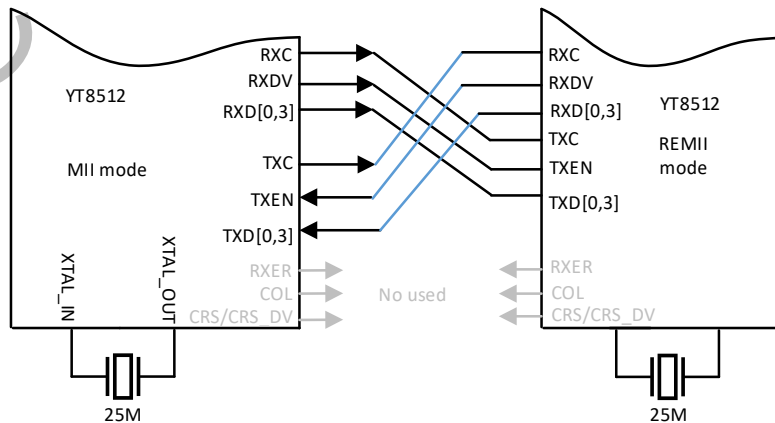 RXC
RXDV
RXD[0,3]
TXC
TXEN
TXD[0,3]
RXER
COL
CRS/CRS_DV
YT8512
MII mode
XTAL_IN
XTAL_OUT
25M
No used
RXC
RXDV
RXD[0,3]
TXC
TXEN
TXD[0,3]
RXER
COL
CRS/CRS_DV
YT8512
REMII
mode
25M